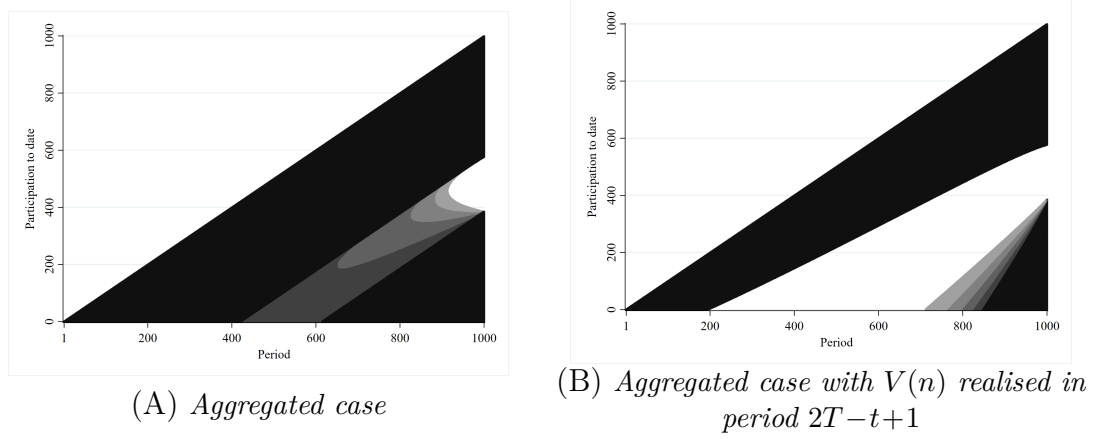 1000
800
600
400
200
0
Participation to date
1 200 400 600 800 1000
Period
(A) Aggregated case
1000
800
600
400
200
0
Participation to date
1 200 400 600 800 1000
Period
(B) Aggregated case with V(n) realised in
period 2T−t+1